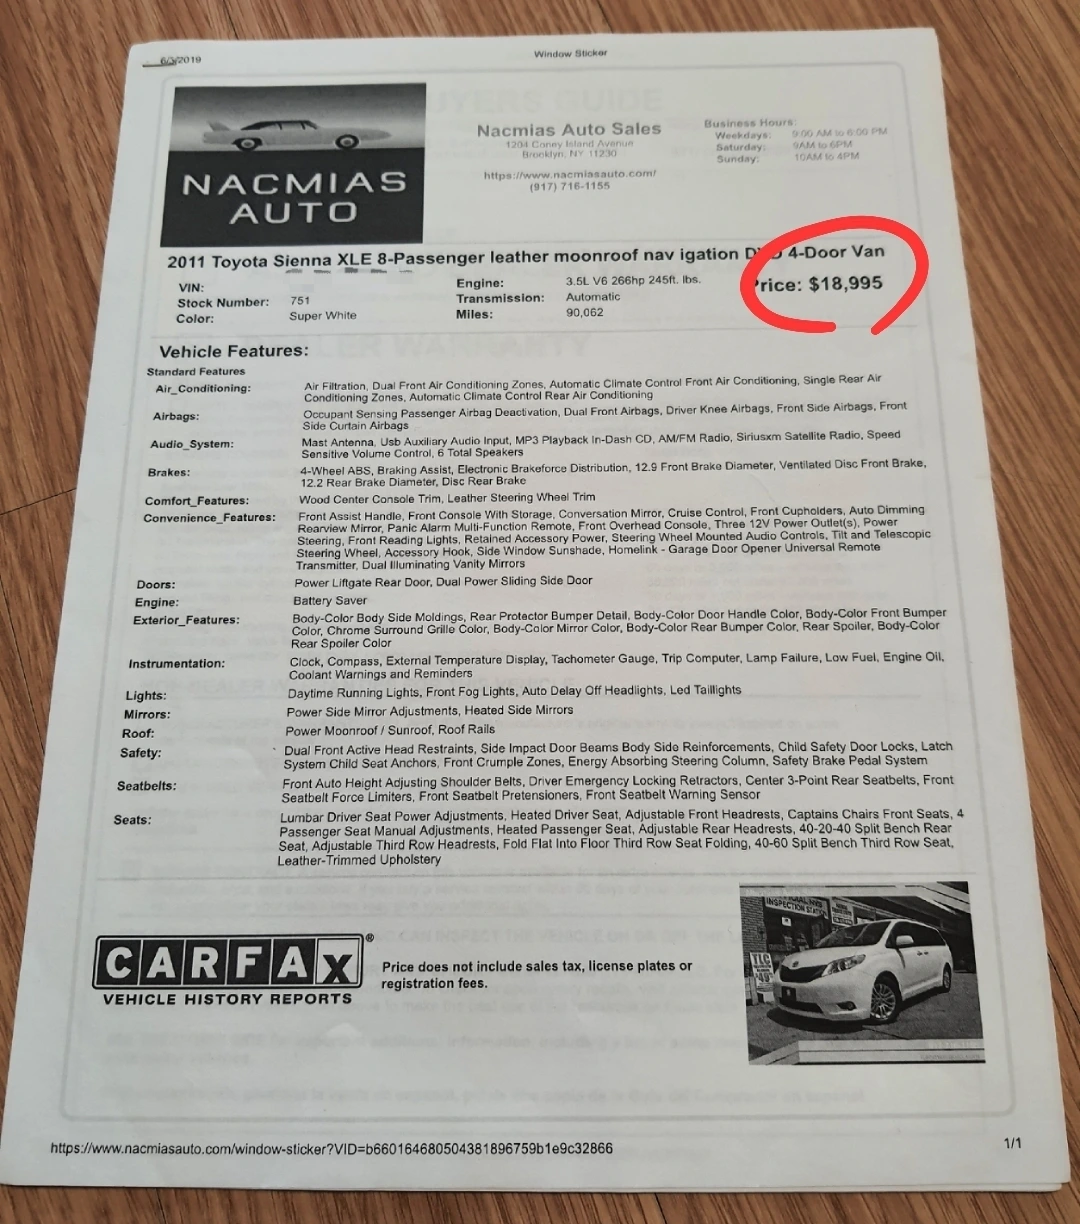 6/3/2019
Window Sticker
NACMIAS
AUTO
Nacmias Auto Sales
1204 Coney Island Avenue
Brooklyn, NY 11230
https://www.nacmiasauto.com/
(917) 716-1155
Business Hours:
Weekdays: 9:00 AM to 6:00 PM
Saturday: 9AM to 6PM
Sunday: 10AM to 4PM
2011 Toyota Sienna XLE 8-Passenger leather moonroof nav igation DVD 4-Door Van
VIN:
Stock Number: 751
Color: Super White
Engine: 3.5L V6 266hp 245ft. lbs.
Transmission: Automatic
Miles: 90,062
Price: $18,995
Vehicle Features:
Standard Features
Air_Conditioning: Air Filtration, Dual Front Air Conditioning Zones, Automatic Climate Control Front Air Conditioning, Single Rear Air
Conditioning Zones, Automatic Climate Control Rear Air Conditioning
Airbags: Occupant Sensing Passenger Airbag Deactivation, Dual Front Airbags, Driver Knee Airbags, Front Side Airbags, Front
Side Curtain Airbags
Audio_System: Mast Antenna, Usb Auxiliary Audio Input, MP3 Playback In-Dash CD, AM/FM Radio, Siriusxm Satellite Radio, Speed
Sensitive Volume Control, 6 Total Speakers
Brakes: 4-Wheel ABS, Braking Assist, Electronic Brakeforce Distribution, 12.9 Front Brake Diameter, Ventilated Disc Front Brake,
12.2 Rear Brake Diameter, Disc Rear Brake
Comfort_Features: Wood Center Console Trim, Leather Steering Wheel Trim
Convenience_Features: Front Assist Handle, Front Console With Storage, Conversation Mirror, Cruise Control, Front Cupholders, Auto Dimming
Rearview Mirror, Panic Alarm Multi-Function Remote, Front Overhead Console, Three 12V Power Outlet(s), Power
Steering, Front Reading Lights, Retained Accessory Power, Steering Wheel Mounted Audio Controls, Tilt and Telescopic
Steering Wheel, Accessory Hook, Side Window Sunshade, Homelink - Garage Door Opener Universal Remote
Transmitter, Dual Illuminating Vanity Mirrors
Doors: Power Liftgate Rear Door, Dual Power Sliding Side Door
Engine: Battery Saver
Exterior_Features: Body-Color Body Side Moldings, Rear Protector Bumper Detail, Body-Color Door Handle Color, Body-Color Front Bumper
Color, Chrome Surround Grille Color, Body-Color Mirror Color, Body-Color Rear Bumper Color, Rear Spoiler, Body-Color
Rear Spoiler Color
Instrumentation: Clock, Compass, External Temperature Display, Tachometer Gauge, Trip Computer, Lamp Failure, Low Fuel, Engine Oil,
Coolant Warnings and Reminders
Lights: Daytime Running Lights, Front Fog Lights, Auto Delay Off Headlights, Led Taillights
Mirrors: Power Side Mirror Adjustments, Heated Side Mirrors
Roof: Power Moonroof / Sunroof, Roof Rails
Safety: Dual Front Active Head Restraints, Side Impact Door Beams Body Side Reinforcements, Child Safety Door Locks, Latch
System Child Seat Anchors, Front Crumple Zones, Energy Absorbing Steering Column, Safety Brake Pedal System
Seatbelts: Front Auto Height Adjusting Shoulder Belts, Driver Emergency Locking Retractors, Center 3-Point Rear Seatbelts, Front
Seatbelt Force Limiters, Front Seatbelt Pretensioners, Front Seatbelt Warning Sensor
Seats: Lumbar Driver Seat Power Adjustments, Heated Driver Seat, Adjustable Front Headrests, Captains Chairs Front Seats, 4
Passenger Seat Manual Adjustments, Heated Passenger Seat, Adjustable Rear Headrests, 40-20-40 Split Bench Rear
Seat, Adjustable Third Row Headrests, Fold Flat Into Floor Third Row Seat Folding, 40-60 Split Bench Third Row Seat,
Leather-Trimmed Upholstery
CARFAX®
VEHICLE HISTORY REPORTS
Price does not include sales tax, license plates or
registration fees.
INSPECTION STATION
TLC
https://www.nacmiasauto.com/window-sticker?VID=b660164680504381896759b1e9c32866
1/1